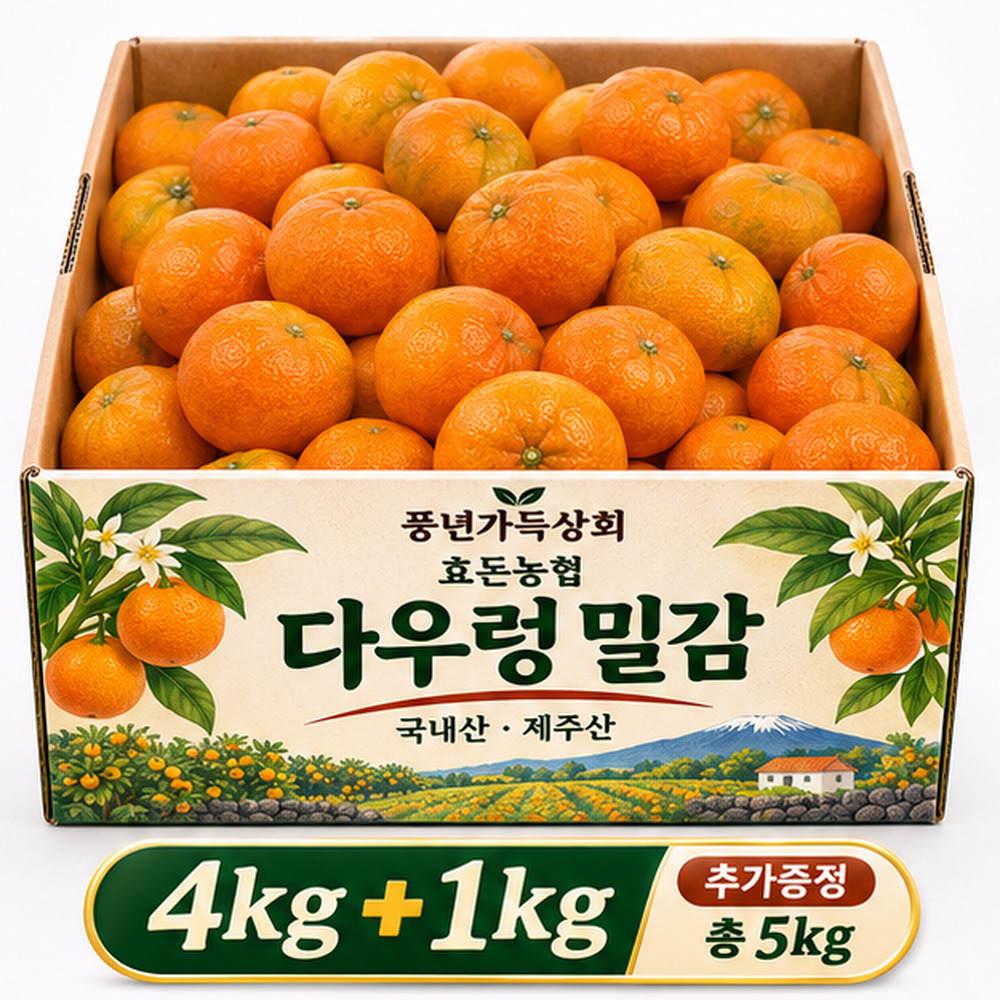 풍년가득상회
효돈농협
다우렁 밀감
국내산 · 제주산
4kg + 1kg
추가증정
총 5kg